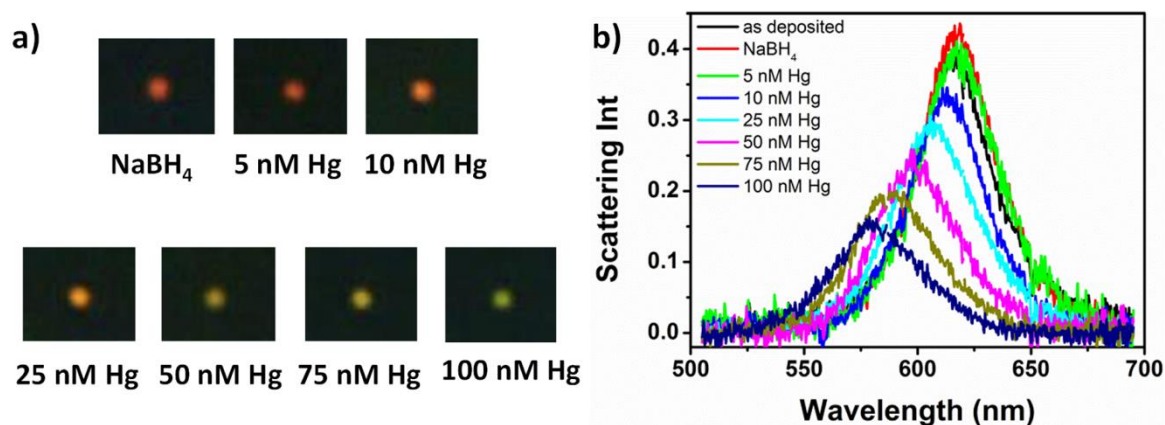 a)
NaBH₄ 5 nM Hg 10 nM Hg
25 nM Hg 50 nM Hg 75 nM Hg 100 nM Hg
b)
as deposited
NaBH₄
5 nM Hg
10 nM Hg
25 nM Hg
50 nM Hg
75 nM Hg
100 nM Hg
Scattering Int
0.4
0.3
0.2
0.1
0.0
500 550 600 650 700
Wavelength (nm)